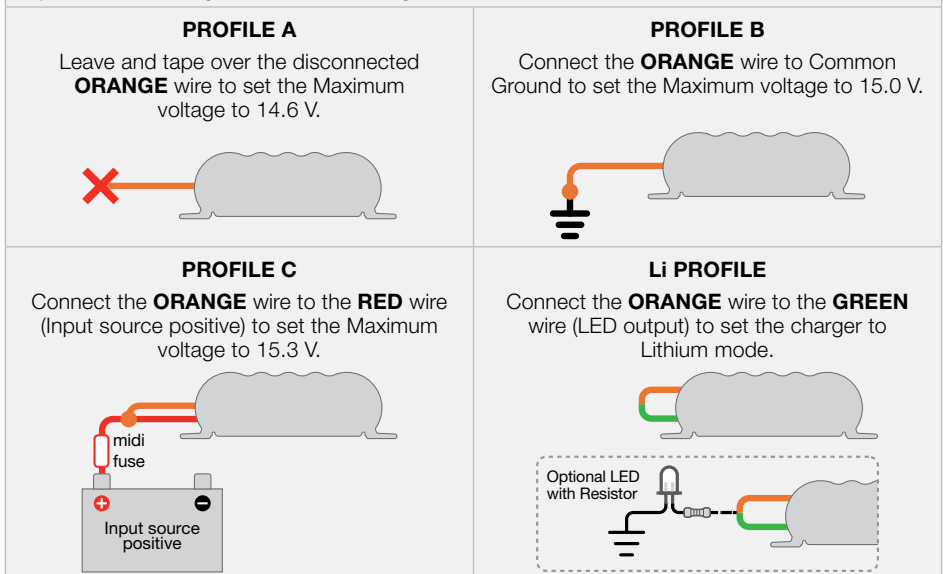 PROFILE A
Leave and tape over the disconnected
ORANGE wire to set the Maximum
voltage to 14.6 V.
PROFILE B
Connect the ORANGE wire to Common
Ground to set the Maximum voltage to 15.0 V.
PROFILE C
Connect the ORANGE wire to the RED wire
(Input source positive) to set the Maximum
voltage to 15.3 V.
midi
fuse
+
-
Input source
positive
Li PROFILE
Connect the ORANGE wire to the GREEN
wire (LED output) to set the charger to
Lithium mode.
Optional LED
with Resistor